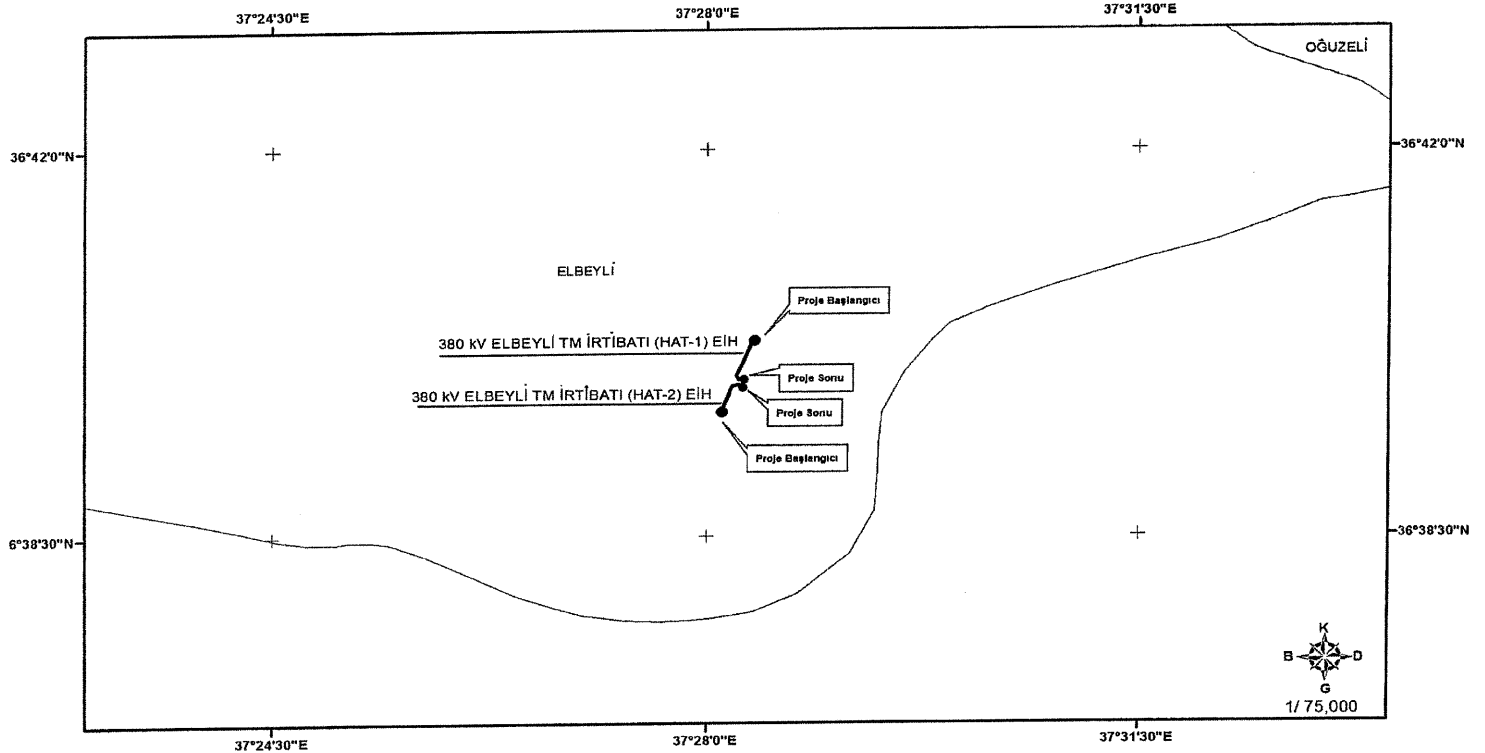 37°24'30"E
37°28'0"E
37°31'30"E
OĞUZELİ
36°42'0"N
36°42'0"N
ELBEYLİ
Proje Başlangıcı
380 kV ELBEYLİ TM İRTİBATI (HAT-1) EİH
Proje Sonu
380 kV ELBEYLİ TM İRTİBATI (HAT-2) EİH
Proje Sonu
Proje Başlangıcı
6°38'30"N
36°38'30"N
K
B
D
G
1/ 75,000
37°24'30"E
37°28'0"E
37°31'30"E